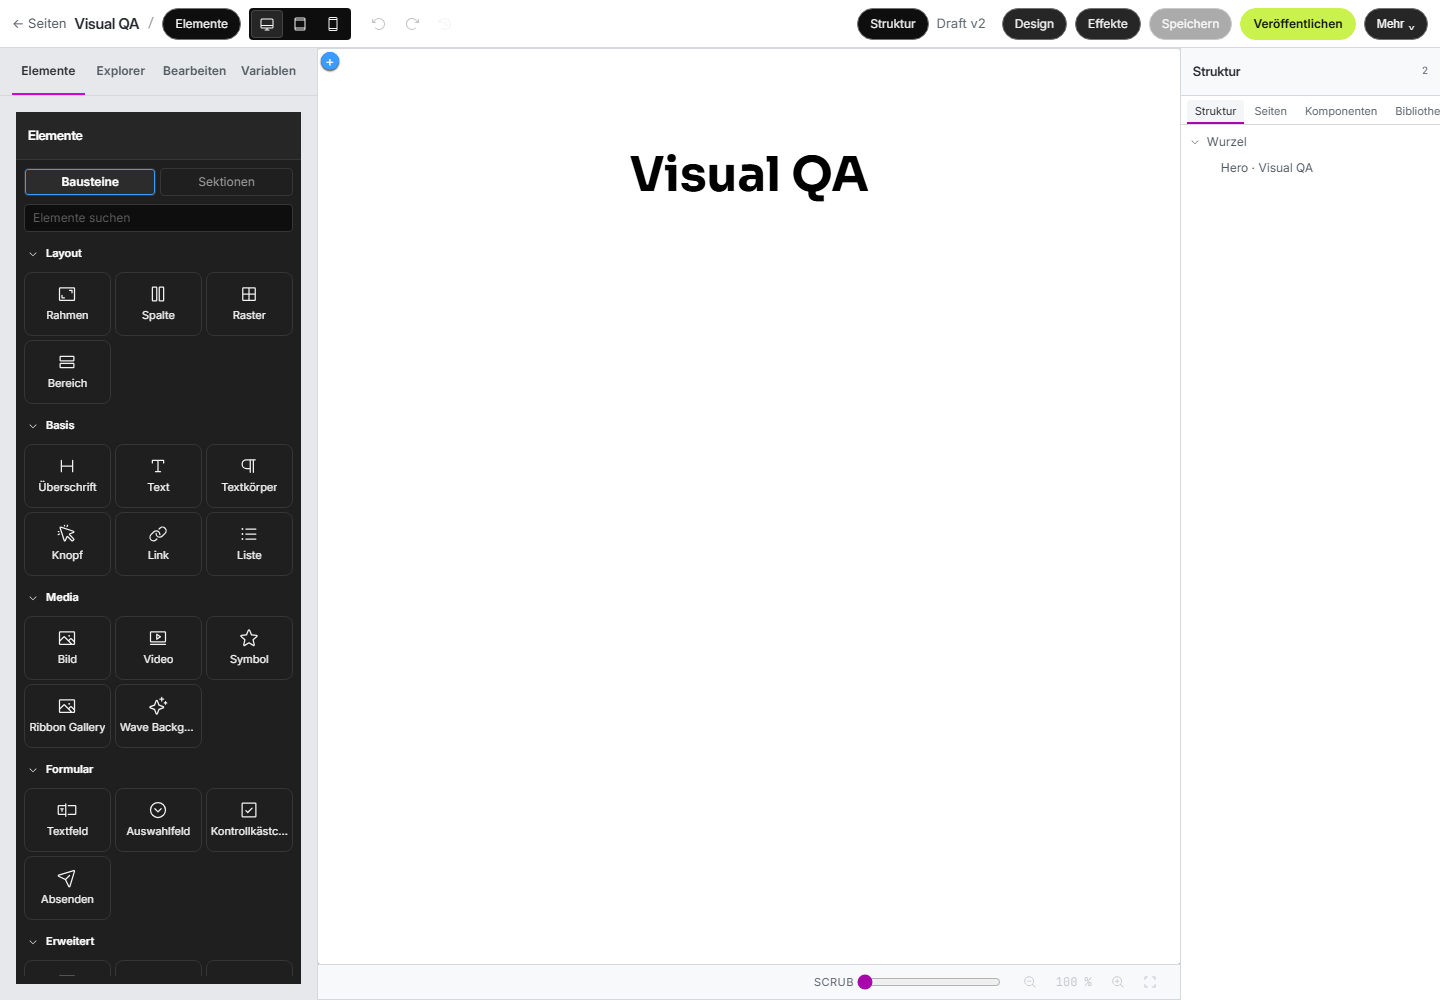 Seiten Visual QA / Elemente Struktur Draft v2 Design Effekte Speichern Veröffentlichen Mehr
Elemente Explorer Bearbeiten Variablen
Elemente
Bausteine Sektionen
Elemente suchen
Layout
Rahmen Spalte Raster
Bereich
Basis
Überschrift Text Textkörper
Knopf Link Liste
Media
Bild Video Symbol
Ribbon Gallery Wave Backg...
Formular
Textfeld Auswahlfeld Kontrollkästc...
Absenden
Erweitert
Visual QA
SCRUB 100 %
Struktur 2
Struktur Seiten Komponenten Bibliothe
Wurzel
Hero · Visual QA